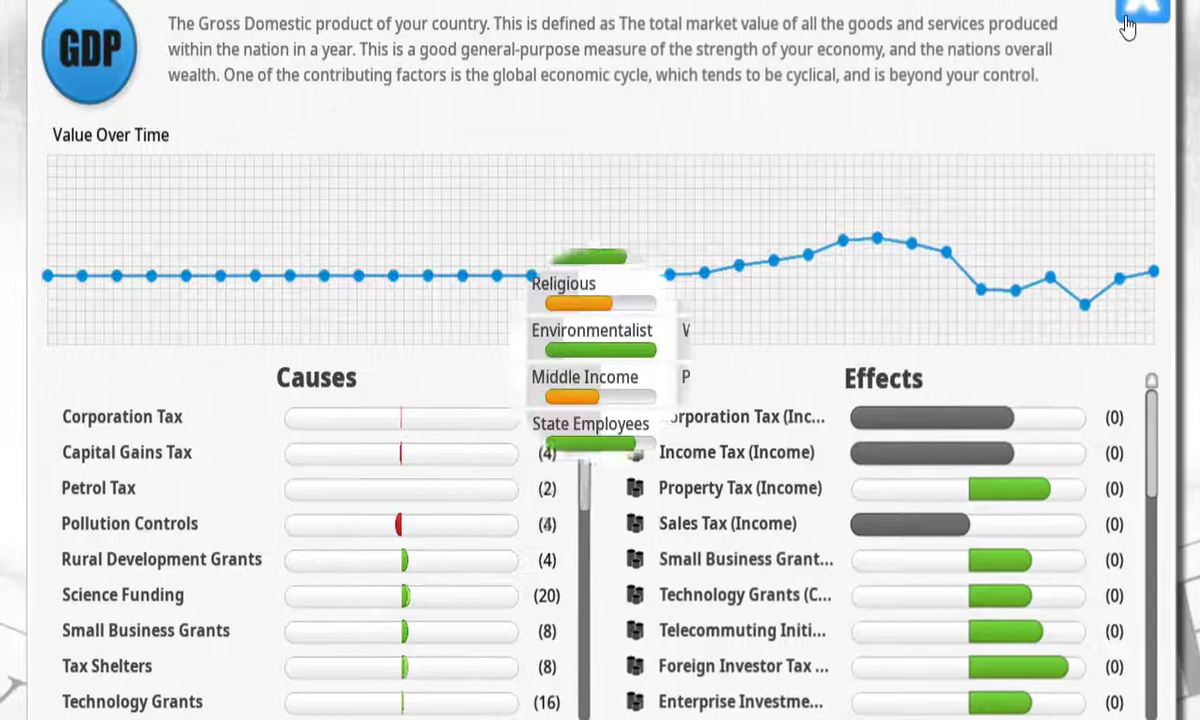 GDP
The Gross Domestic product of your country. This is defined as The total market value of all the goods and services produced
within the nation in a year. This is a good general-purpose measure of the strength of your economy, and the nations overall
wealth. One of the contributing factors is the global economic cycle, which tends to be cyclical, and is beyond your control.
Value Over Time
Religious
Environmentalist
Middle Income
State Employees
V
P
Causes
Corporation Tax
Capital Gains Tax (4)
Petrol Tax (2)
Pollution Controls (4)
Rural Development Grants (4)
Science Funding (20)
Small Business Grants (8)
Tax Shelters (8)
Technology Grants (16)
Effects
orporation Tax (Inc... (0)
Income Tax (Income) (0)
Property Tax (Income) (0)
Sales Tax (Income) (0)
Small Business Grant... (0)
Technology Grants (C... (0)
Telecommuting Initi... (0)
Foreign Investor Tax ... (0)
Enterprise Investme... (0)